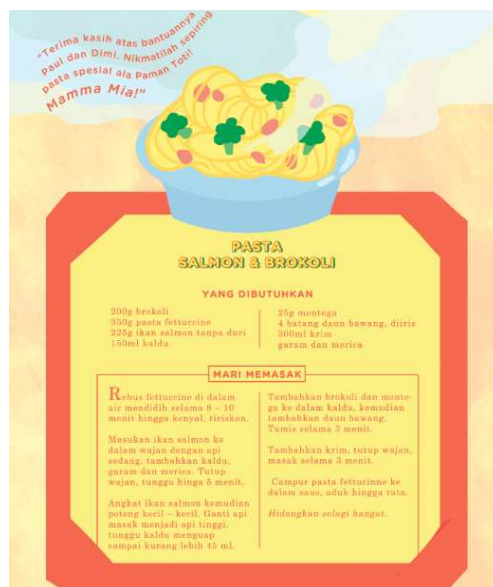 "Terima kasih atas bantuannya
Paul dan Dimi. Nikmatilah sepiring
pasta spesial ala Paman Toti!
Mamma Mia!"
PASTA
SALMON & BROKOLI
YANG DIBUTUHKAN
200g brokoli
350g pasta fettuccine
225g ikan salmon tanpa duri
150ml kaldu
25g mentega
4 batang daun bawang, diiris
300ml krim
garam dan merica
MARI MEMASAK
Rebus fettuccine di dalam
air mendidih selama 8 – 10
menit hingga kenyal, tiriskan.
Masukan ikan salmon ke
dalam wajan dengan api
sedang, tambahkan kaldu,
garam dan merica. Tutup
wajan, tunggu hinga 5 menit.
Angkat ikan salmon kemudian
potong kecil – kecil. Ganti api
masak menjadi api tinggi,
tunggu kaldu menguap
sampai kurang lebih 45 ml.
Tambahkan brokoli dan mente-
ga ke dalam kaldu, kemudian
tambahkan daun bawang.
Tumis selama 3 menit.
Tambahkan krim, tutup wajan,
masak selama 3 menit.
Campur pasta fettucinne ke
dalam saus, aduk hingga rata.
Hidangkan selagi hangat.